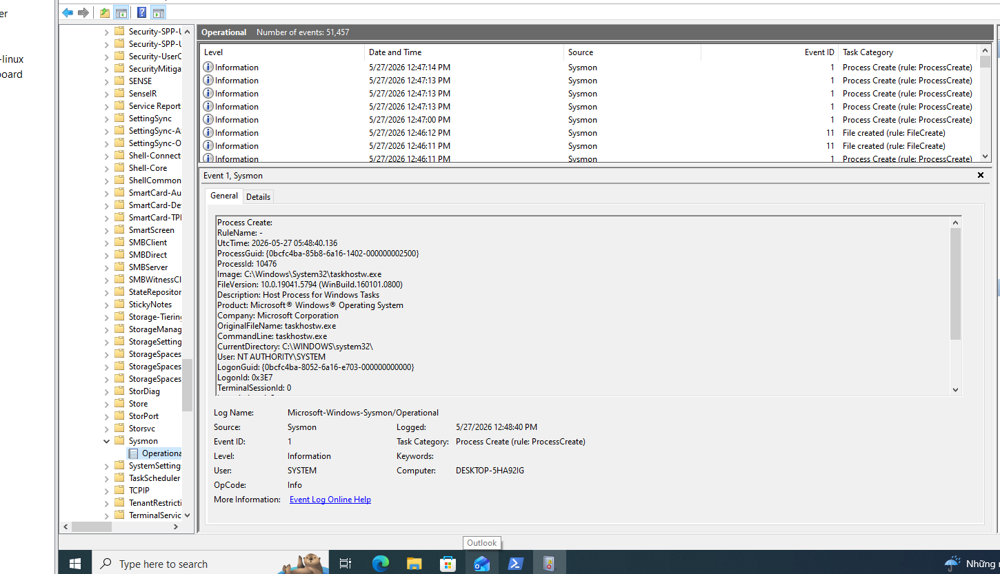 er
-linux
board
Security-SPP-U
Security-SPP-U
Security-UserC
SecurityMitiga
SENSE
SenseIR
Service Report
SettingSync
SettingSync-A
SettingSync-O
Shell-Connect
Shell-Core
ShellCommon
SmartCard-Au
SmartCard-De
SmartCard-TPI
SmartScreen
SMBClient
SMBDirect
SMBServer
SMBWitnessCl
StateRepositor
StickyNotes
Storage-Tiering
StorageManag
StorageSetting
StorageSpaces
StorageSpaces
StorageSpaces
StorDiag
Store
StorPort
Storsvc
Sysmon
Operationa
SystemSetting
TaskScheduler
TCPIP
TenantRestricti
TerminalServic
Operational Number of events: 51,457
Level Date and Time Source Event ID Task Category
Information 5/27/2026 12:47:14 PM Sysmon 1 Process Create (rule: ProcessCreate)
Information 5/27/2026 12:47:13 PM Sysmon 1 Process Create (rule: ProcessCreate)
Information 5/27/2026 12:47:13 PM Sysmon 1 Process Create (rule: ProcessCreate)
Information 5/27/2026 12:47:13 PM Sysmon 1 Process Create (rule: ProcessCreate)
Information 5/27/2026 12:47:00 PM Sysmon 1 Process Create (rule: ProcessCreate)
Information 5/27/2026 12:46:12 PM Sysmon 11 File created (rule: FileCreate)
Information 5/27/2026 12:46:11 PM Sysmon 11 File created (rule: FileCreate)
Information 5/27/2026 12:46:11 PM Sysmon 1 Process Create (rule: ProcessCreate)
Event 1, Sysmon
General Details
Process Create:
RuleName: -
UtcTime: 2026-05-27 05:48:40.136
ProcessGuid: {0bcfc4ba-85b8-6a16-1402-000000002500}
ProcessId: 10476
Image: C:\Windows\System32\taskhostw.exe
FileVersion: 10.0.19041.5794 (WinBuild.160101.0800)
Description: Host Process for Windows Tasks
Product: Microsoft® Windows® Operating System
Company: Microsoft Corporation
OriginalFileName: taskhostw.exe
CommandLine: taskhostw.exe
CurrentDirectory: C:\WINDOWS\system32\
User: NT AUTHORITY\SYSTEM
LogonGuid: {0bcfc4ba-8052-6a16-e703-000000000000}
LogonId: 0x3E7
TerminalSessionId: 0
Log Name: Microsoft-Windows-Sysmon/Operational
Source: Sysmon Logged: 5/27/2026 12:48:40 PM
Event ID: 1 Task Category: Process Create (rule: ProcessCreate)
Level: Information Keywords:
User: SYSTEM Computer: DESKTOP-5HA92IG
OpCode: Info
More Information: Event Log Online Help
Outlook
Type here to search
Những